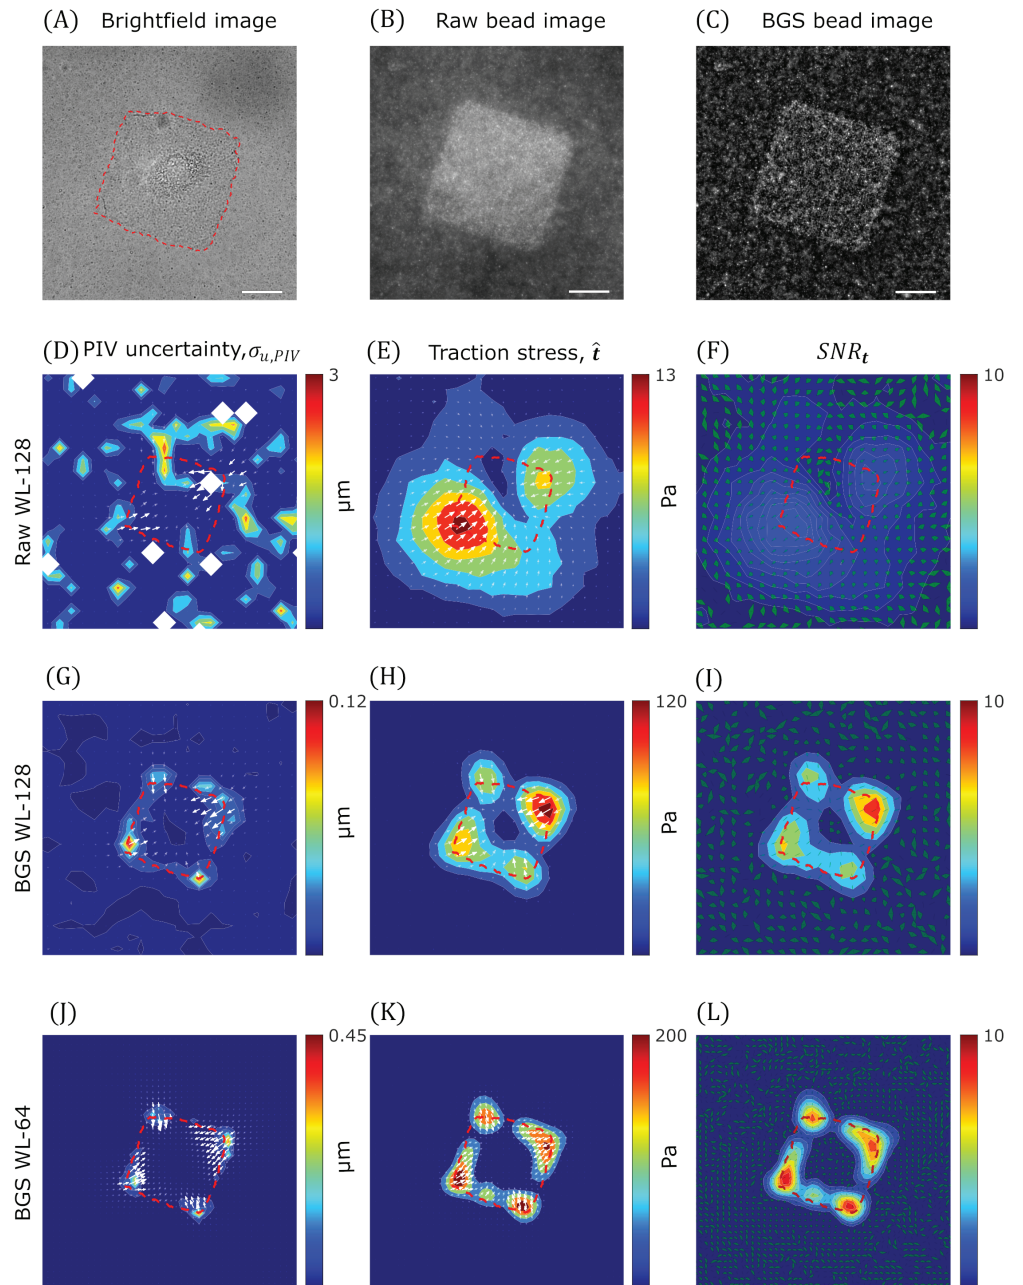 (A) Brightfield image
(B) Raw bead image
(C) BGS bead image
(D) PIV uncertainty, σ_{u,PIV}
(E) Traction stress, t̂
(F) SNR_t
Raw WL-128
3
μm
13
Pa
10
(G)
(H)
(I)
BGS WL-128
0.12
μm
120
Pa
10
(J)
(K)
(L)
BGS WL-64
0.45
μm
200
Pa
10